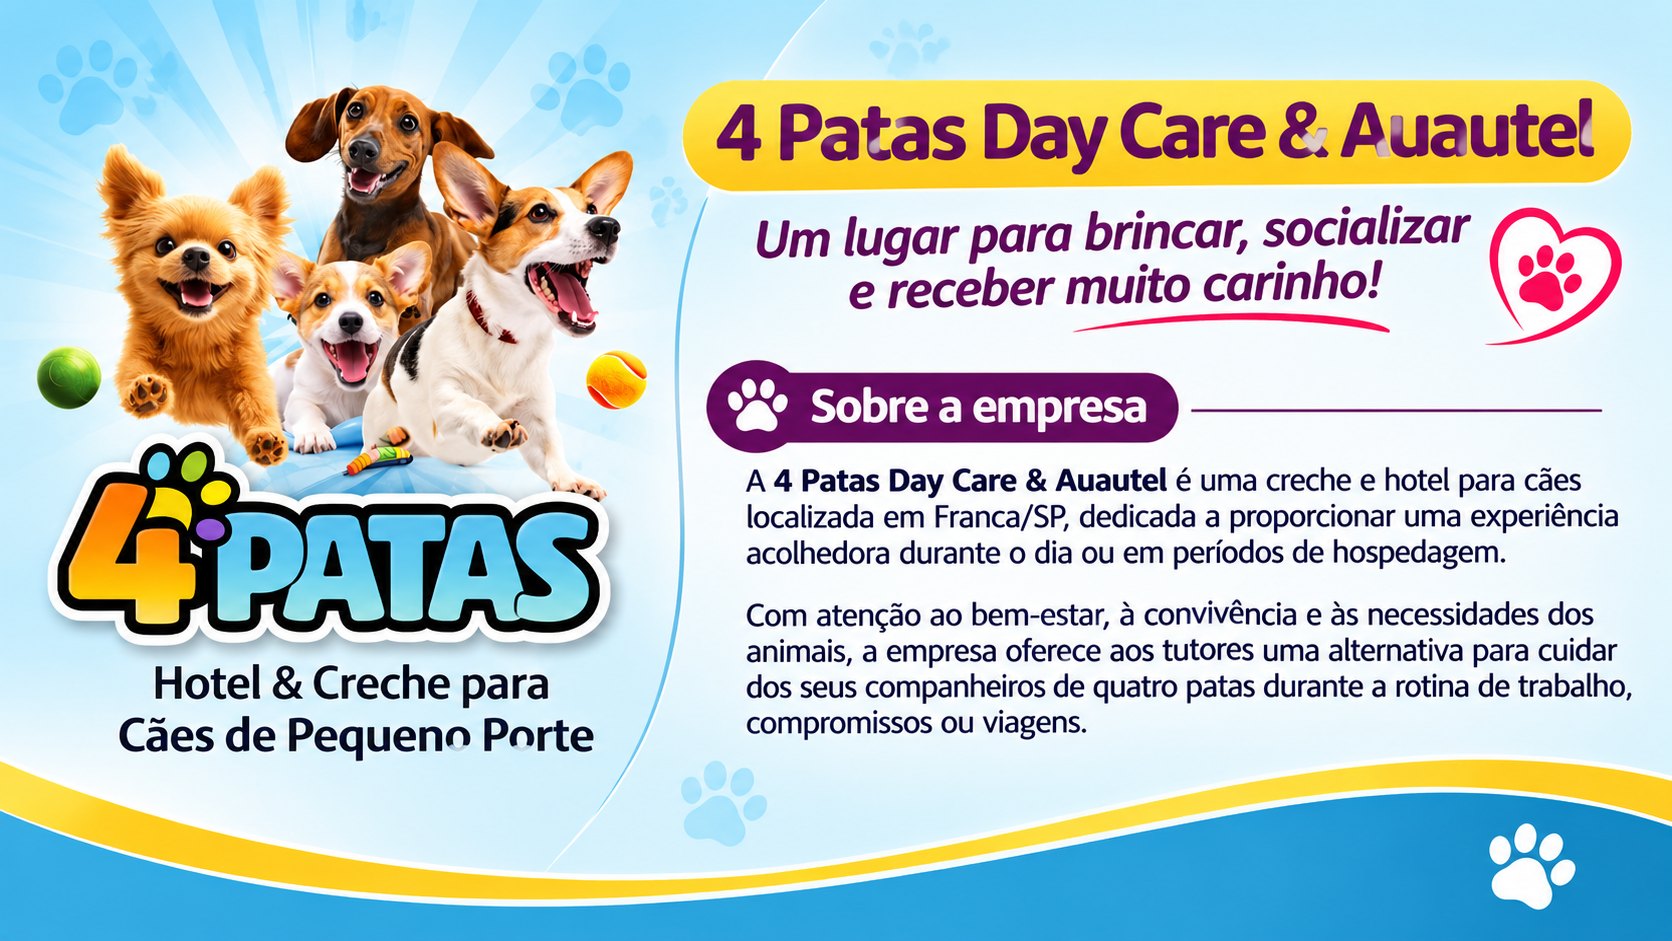 4 PATAS
Hotel & Creche para
Cães de Pequeno Porte
4 Patas Day Care & Auautel
Um lugar para brincar, socializar
e receber muito carinho!
Sobre a empresa
A 4 Patas Day Care & Auautel é uma creche e hotel para cães
localizada em Franca/SP, dedicada a proporcionar uma experiência
acolhedora durante o dia ou em períodos de hospedagem.
Com atenção ao bem-estar, à convivência e às necessidades dos
animais, a empresa oferece aos tutores uma alternativa para cuidar
dos seus companheiros de quatro patas durante a rotina de trabalho,
compromissos ou viagens.